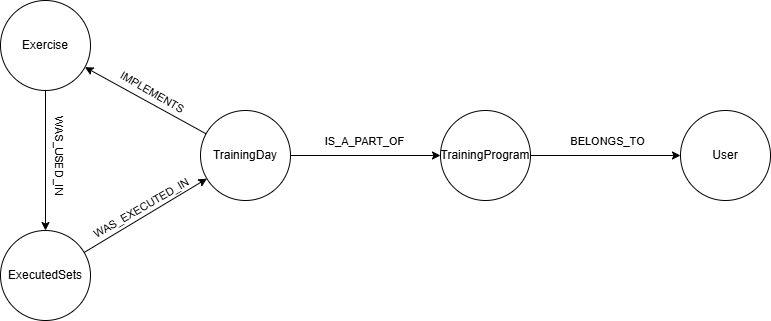 Exercise
IMPLEMENTS
WAS_USED_IN
TrainingDay
IS_A_PART_OF
TrainingProgram
BELONGS_TO
User
WAS_EXECUTED_IN
ExecutedSets